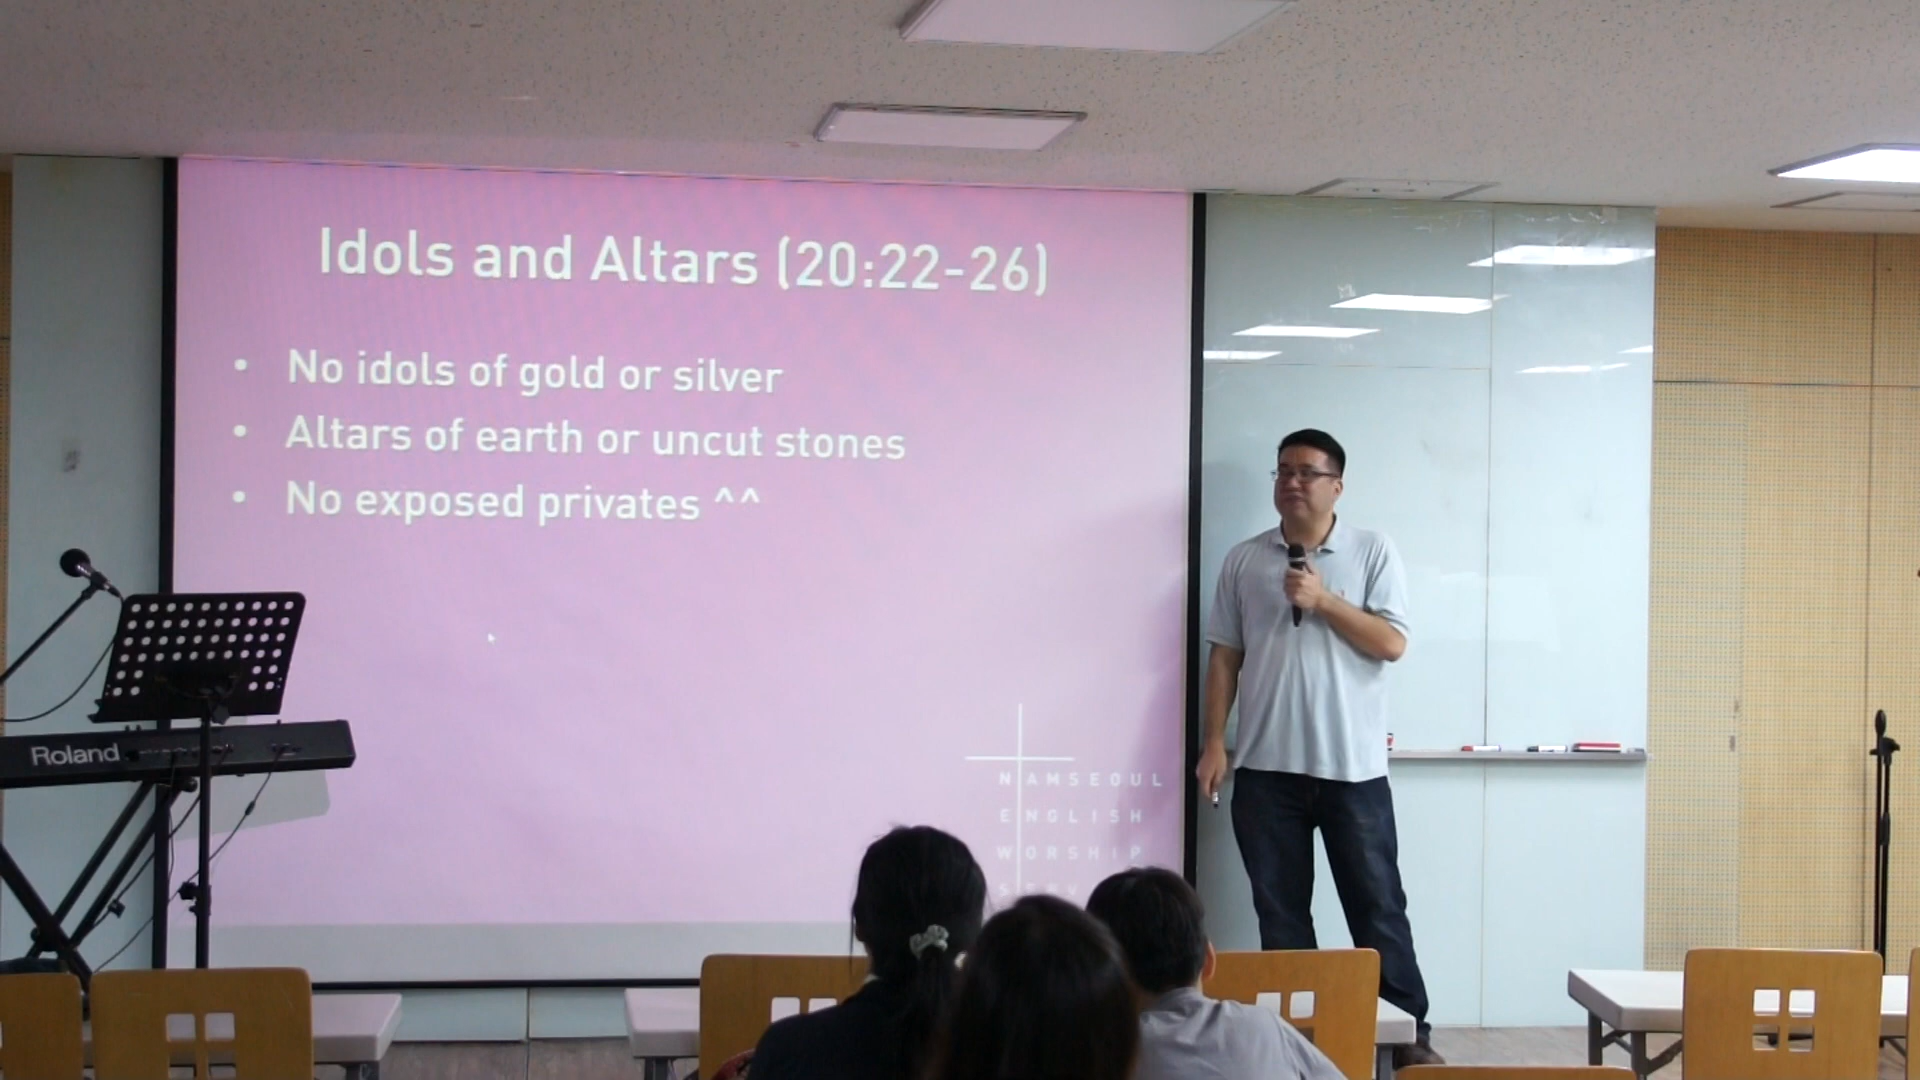 Idols and Altars (20:22-26)
• No idols of gold or silver
• Altars of earth or uncut stones
• No exposed privates ^^
Roland
NAMSEOUL
ENGLISH
WORSHIP